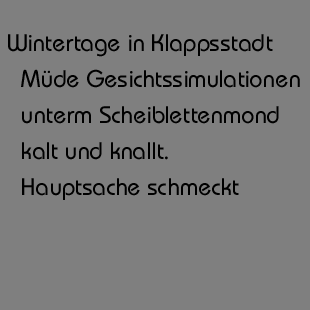 Wintertage in Klappsstadt
Müde Gesichtssimulationen
unterm Scheiblettenmond
kalt und knallt.
Hauptsache schmeckt